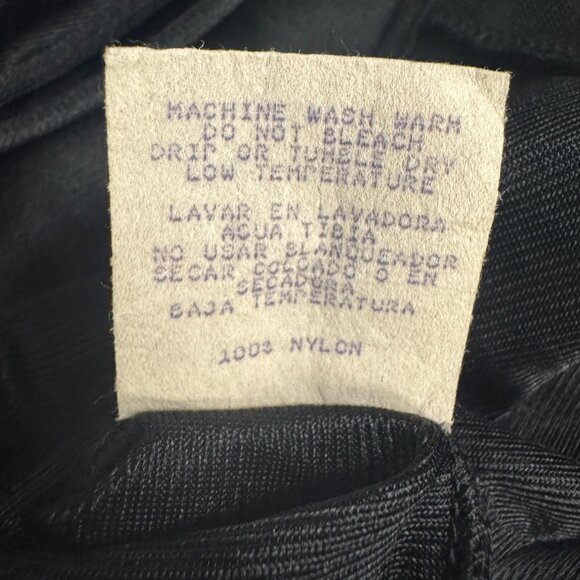 MACHINE WASH WARM
DO NOT BLEACH
DRIP OR TUMBLE DRY
LOW TEMPERATURE
LAVAR EN LAVADORA
AGUA TIBIA
NO USAR BLANQUEADOR
SECAR COLGADO O EN
SECADORA
BAJA TEMPERATURA
100% NYLON